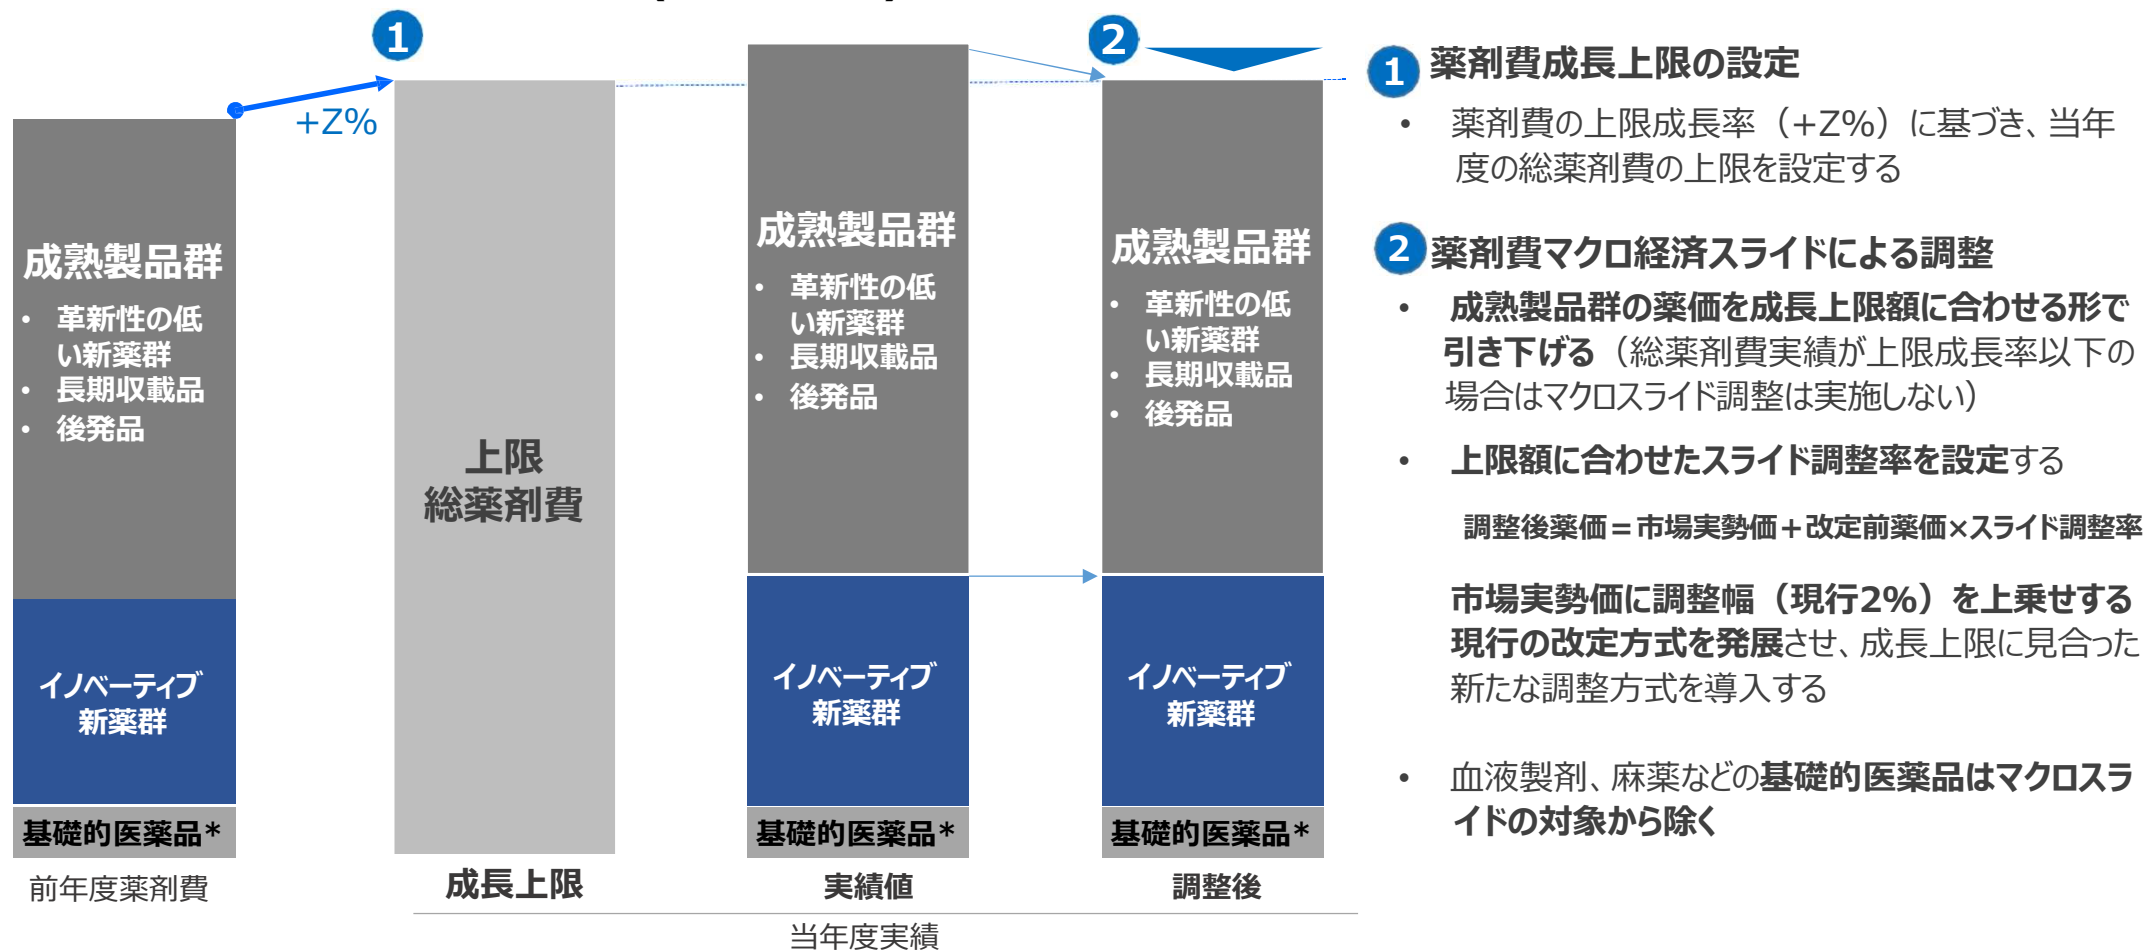 1
+Z%
成熟製品群
• 革新性の低
い新薬群
• 長期収載品
• 後発品
イノベーティブ
新薬群
基礎的医薬品*
前年度薬剤費
上限
総薬剤費
成長上限
成熟製品群
• 革新性の低
い新薬群
• 長期収載品
• 後発品
イノベーティブ
新薬群
基礎的医薬品*
実績値
2
成熟製品群
• 革新性の低
い新薬群
• 長期収載品
• 後発品
イノベーティブ
新薬群
基礎的医薬品*
調整後
当年度実績
1 薬剤費成長上限の設定
• 薬剤費の上限成長率（+Z%）に基づき、当年
度の総薬剤費の上限を設定する
2 薬剤費マクロ経済スライドによる調整
• 成熟製品群の薬価を成長上限額に合わせる形で
引き下げる（総薬剤費実績が上限成長率以下の
場合はマクロスライド調整は実施しない）
• 上限額に合わせたスライド調整率を設定する
調整後薬価＝市場実勢価＋改定前薬価×スライド調整率
市場実勢価に調整幅（現行2%）を上乗せする
現行の改定方式を発展させ、成長上限に見合った
新たな調整方式を導入する
• 血液製剤、麻薬などの基礎的医薬品はマクロスラ
イドの対象から除く